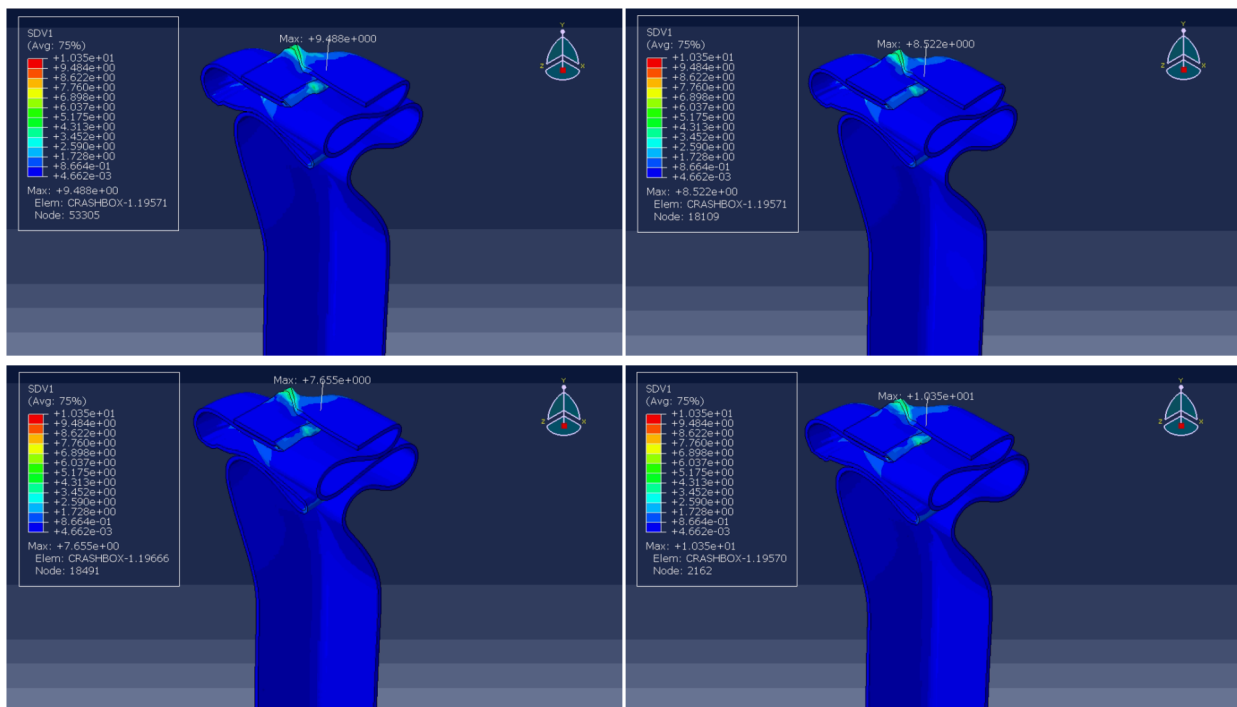 SDV1
(Avg: 75%)
+1.035e+01
+9.484e+00
+8.622e+00
+7.760e+00
+6.898e+00
+6.037e+00
+5.175e+00
+4.313e+00
+3.452e+00
+2.590e+00
+1.728e+00
+8.664e-01
+4.662e-03
Max: +9.488e+00
Elem: CRASHBOX-1.19571
Node: 53305
Max: +9.488e+000
Y
Z
X
SDV1
(Avg: 75%)
+1.035e+01
+9.484e+00
+8.622e+00
+7.760e+00
+6.898e+00
+6.037e+00
+5.175e+00
+4.313e+00
+3.452e+00
+2.590e+00
+1.728e+00
+8.664e-01
+4.662e-03
Max: +8.522e+00
Elem: CRASHBOX-1.19571
Node: 18109
Max: +8.522e+000
Y
Z
X
SDV1
(Avg: 75%)
+1.035e+01
+9.484e+00
+8.622e+00
+7.760e+00
+6.898e+00
+6.037e+00
+5.175e+00
+4.313e+00
+3.452e+00
+2.590e+00
+1.728e+00
+8.664e-01
+4.662e-03
Max: +7.655e+00
Elem: CRASHBOX-1.19666
Node: 18491
Max: +7.655e+000
Y
Z
X
SDV1
(Avg: 75%)
+1.035e+01
+9.484e+00
+8.622e+00
+7.760e+00
+6.898e+00
+6.037e+00
+5.175e+00
+4.313e+00
+3.452e+00
+2.590e+00
+1.728e+00
+8.664e-01
+4.662e-03
Max: +1.035e+01
Elem: CRASHBOX-1.19570
Node: 2162
Max: +1.035e+001
Y
Z
X